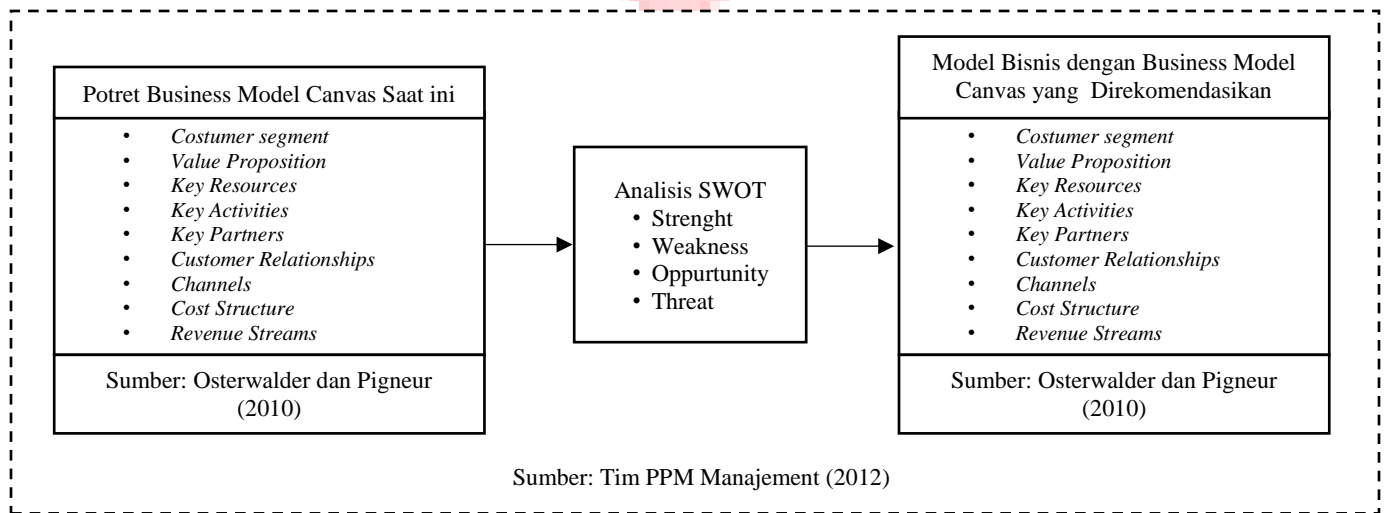 Potret Business Model Canvas Saat ini
• Costumer segment
• Value Proposition
• Key Resources
• Key Activities
• Key Partners
• Customer Relationships
• Channels
• Cost Structure
• Revenue Streams
Sumber: Osterwalder dan Pigneur
(2010)
Analisis SWOT
• Strenght
• Weakness
• Oppurtunity
• Threat
Model Bisnis dengan Business Model
Canvas yang Direkomendasikan
• Costumer segment
• Value Proposition
• Key Resources
• Key Activities
• Key Partners
• Customer Relationships
• Channels
• Cost Structure
• Revenue Streams
Sumber: Osterwalder dan Pigneur
(2010)
Sumber: Tim PPM Manajement (2012)